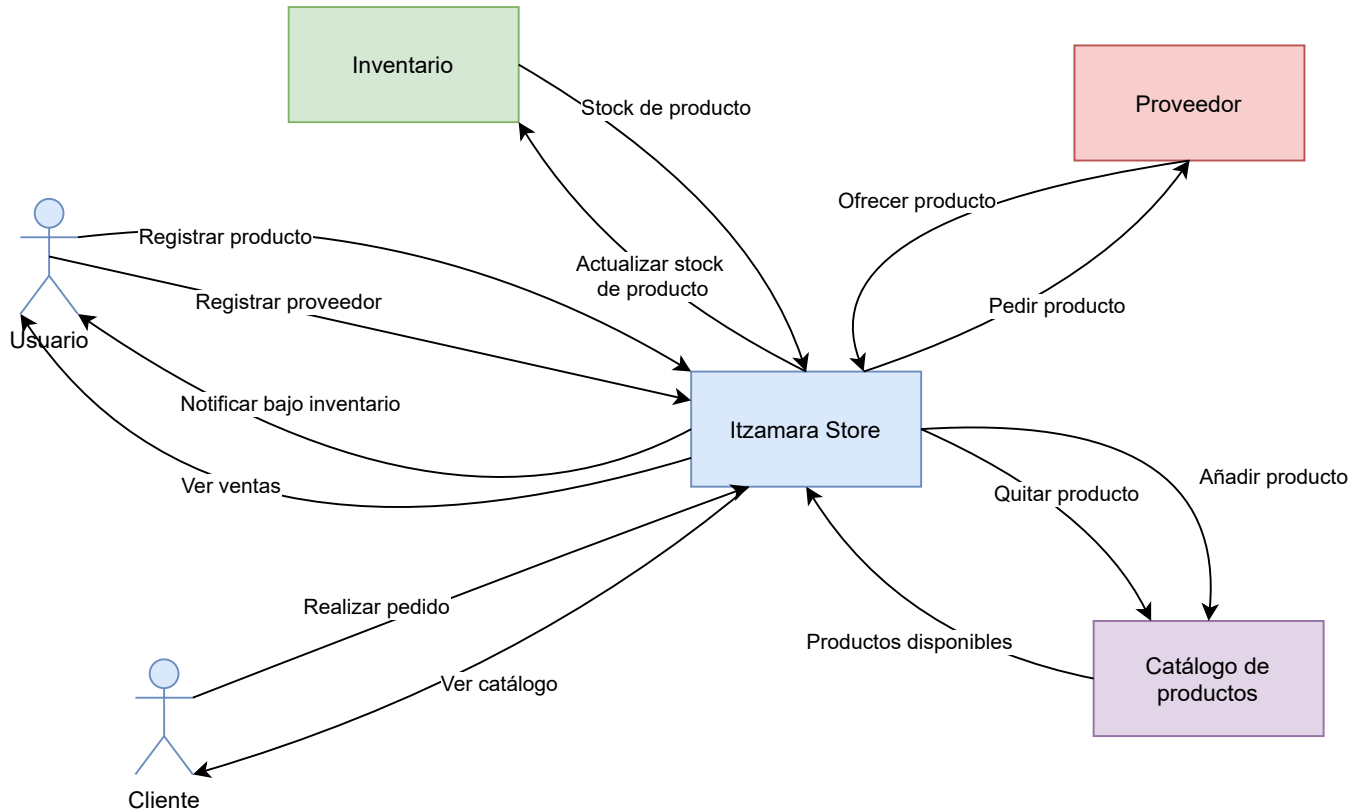 Inventario
Proveedor
Stock de producto
Ofrecer producto
Registrar producto
Actualizar stock
de producto
Registrar proveedor
Pedir producto
Usuario
Notificar bajo inventario
Itzamara Store
Ver ventas
Quitar producto
Añadir producto
Realizar pedido
Productos disponibles
Catálogo de
productos
Ver catálogo
Cliente